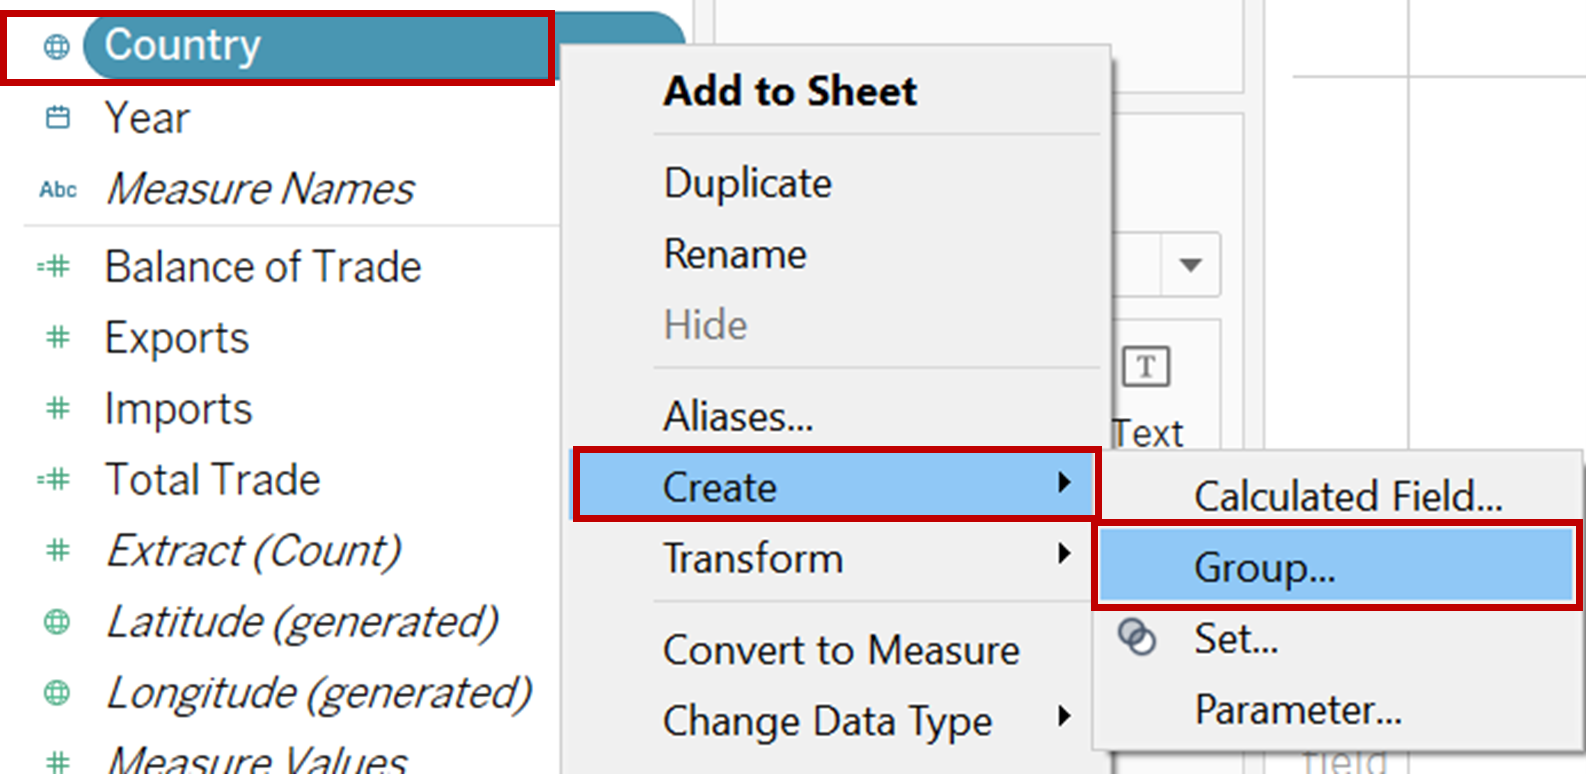 Country
Year
Abc Measure Names
Balance of Trade
Exports
Imports
Total Trade
Extract (Count)
Latitude (generated)
Longitude (generated)
Measure Values
Add to Sheet
Duplicate
Rename
Hide
Aliases...
Create
Transform
Convert to Measure
Change Data Type
T
Text
Calculated Field...
Group...
Set...
Parameter...
field